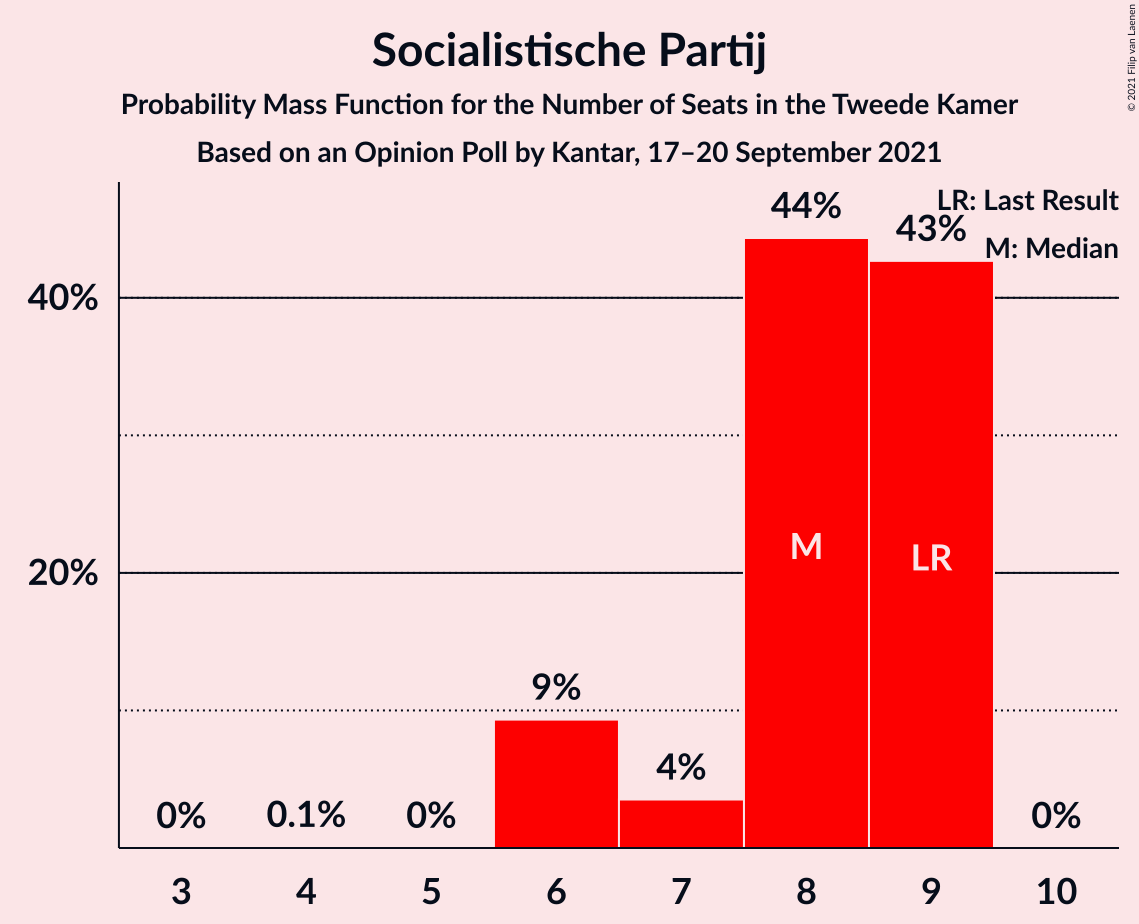 Socialistische Partij
Probability Mass Function for the Number of Seats in the Tweede Kamer
Based on an Opinion Poll by Kantar, 17–20 September 2021
© 2021 Filip van Laenen
LR: Last Result
M: Median
44%
43%
40%
20%
M
LR
9%
4%
0%
0.1%
0%
0%
3
4
5
6
7
8
9
10